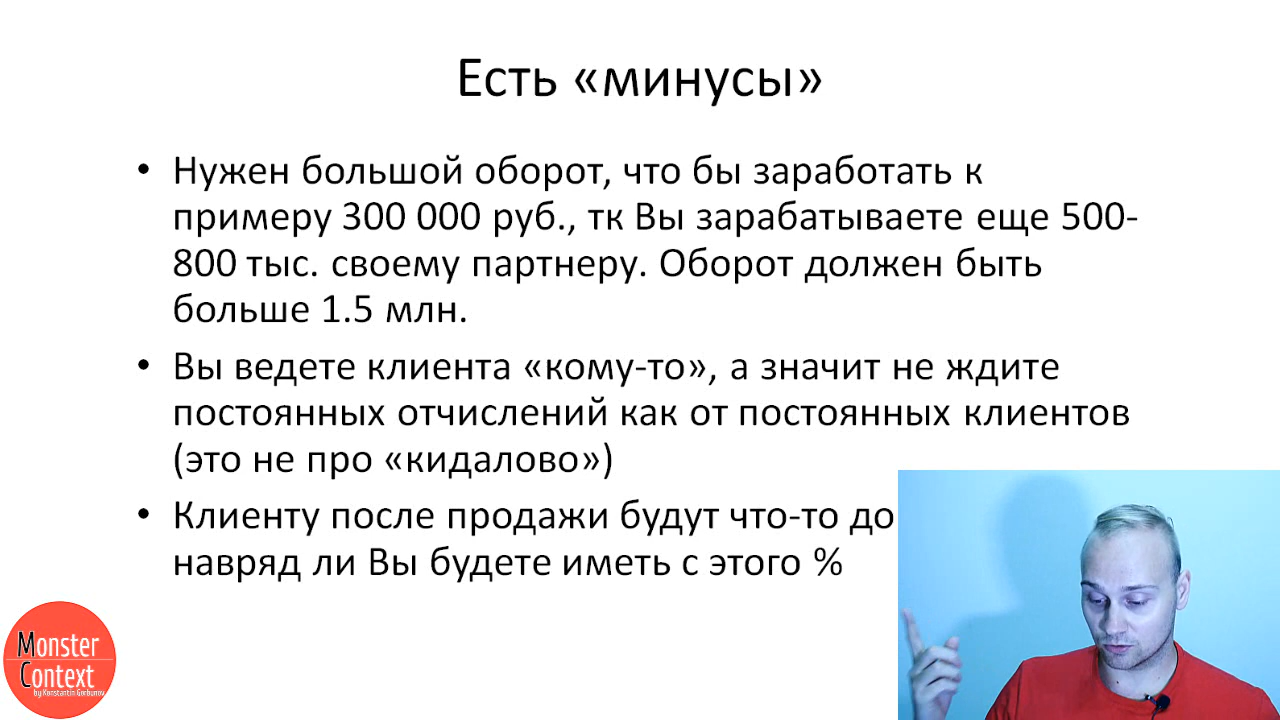 Есть «минусы»
• Нужен большой оборот, что бы заработать к
примеру 300 000 руб., тк Вы зарабатываете еще 500-
800 тыс. своему партнеру. Оборот должен быть
больше 1.5 млн.
• Вы ведете клиента «кому-то», а значит не ждите
постоянных отчислений как от постоянных клиентов
(это не про «кидалово»)
• Клиенту после продажи будут что-то до
навряд ли Вы будете иметь с этого %
Monster
Context
by Konstantin Gorbunov